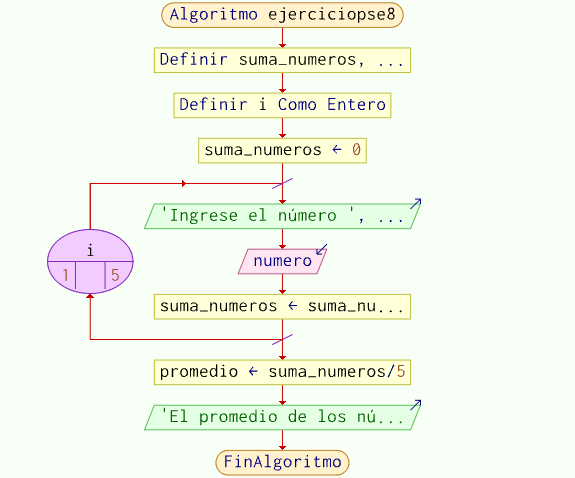 Algoritmo ejerciciopse8
Definir suma_numeros, ...
Definir i Como Entero
suma_numeros ← 0
'Ingrese el número ', ...
i
1 5
numero
suma_numeros ← suma_nu...
promedio ← suma_numeros/5
'El promedio de los nú...
FinAlgoritmo